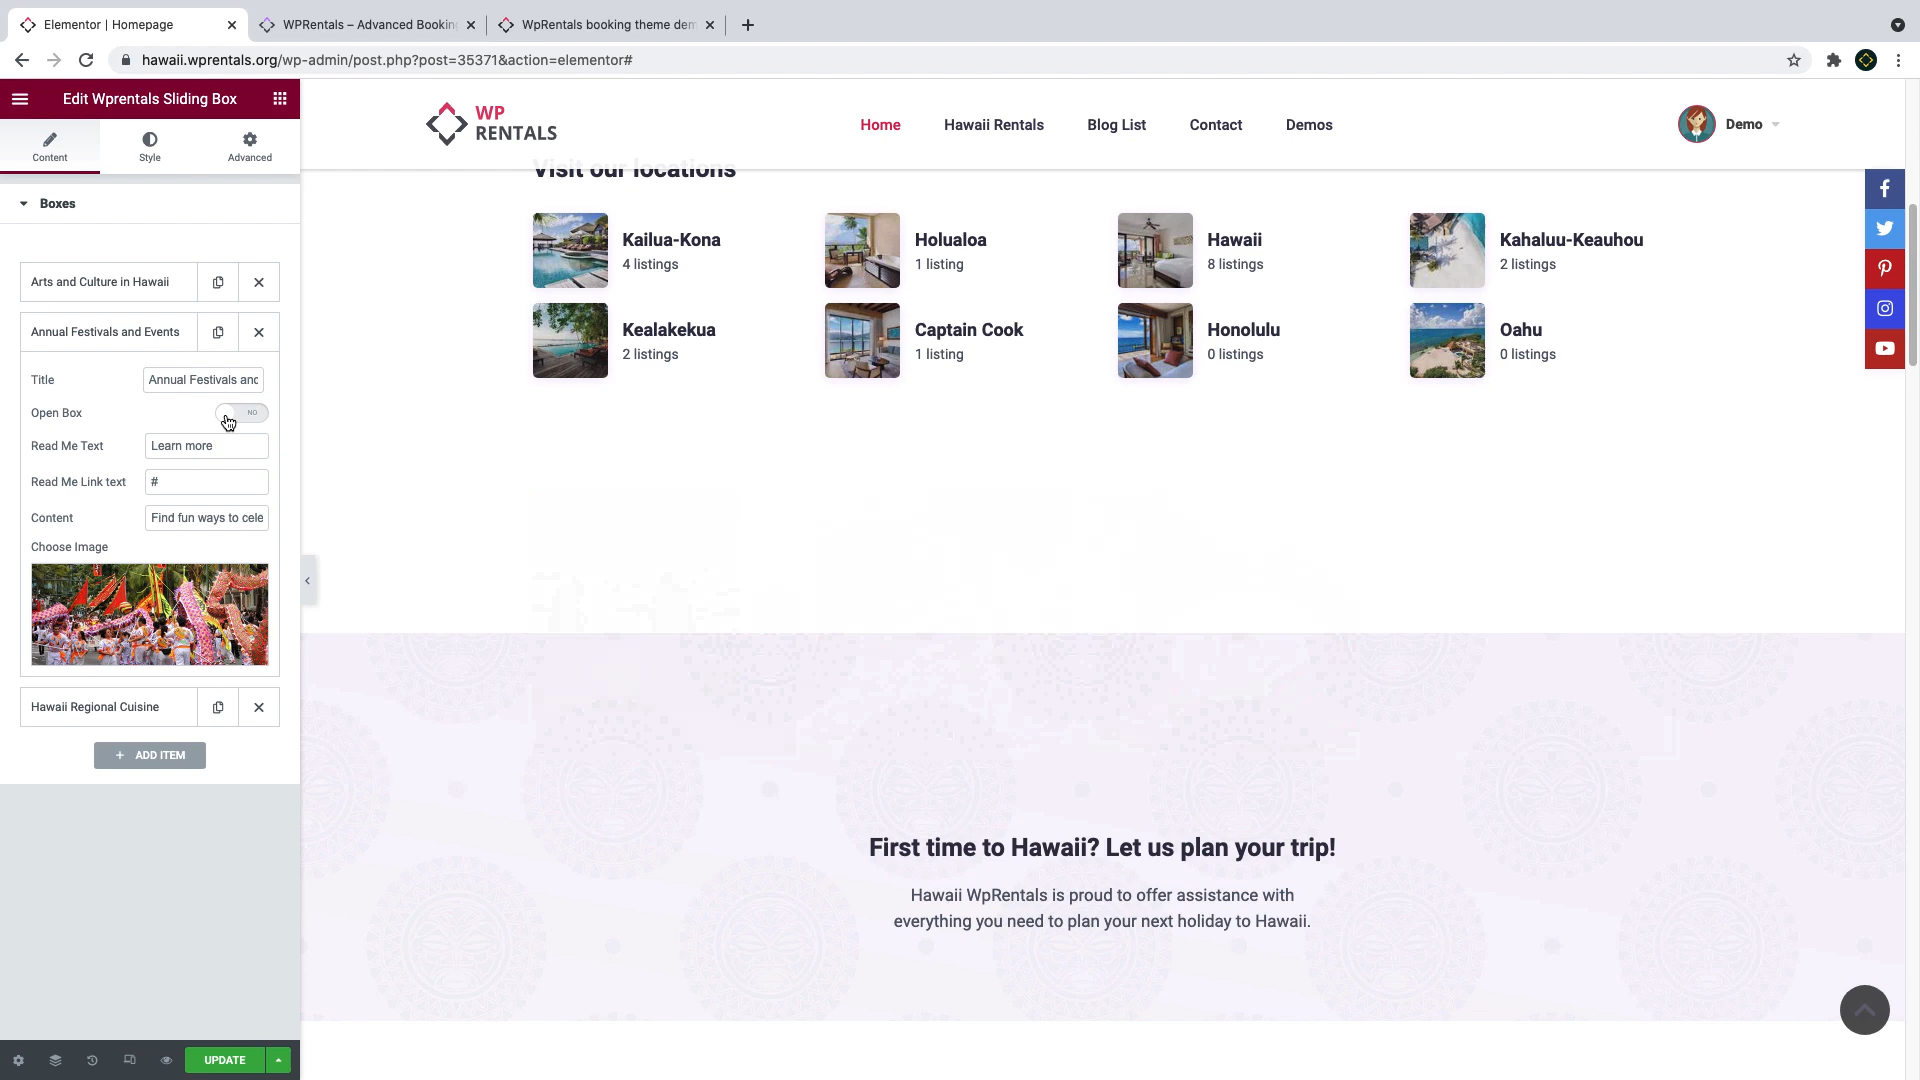 Elementor | Homepage
WPRentals – Advanced Booking
WpRentals booking theme dem
hawaii.wprentals.org/wp-admin/post.php?post=35371&action=elementor#
Edit Wprentals Sliding Box
Content
Style
Advanced
Boxes
Arts and Culture in Hawaii
Annual Festivals and Events
Title
Annual Festivals and
Open Box
NO
Read Me Text
Learn more
Read Me Link text
#
Content
Find fun ways to cele
Choose Image
Hawaii Regional Cuisine
+ ADD ITEM
UPDATE
WP
RENTALS
Home
Hawaii Rentals
Blog List
Contact
Demos
Demo
Visit our locations
Kailua-Kona
4 listings
Holualoa
1 listing
Hawaii
8 listings
Kahaluu-Keauhou
2 listings
Kealakekua
2 listings
Captain Cook
1 listing
Honolulu
0 listings
Oahu
0 listings
First time to Hawaii? Let us plan your trip!
Hawaii WpRentals is proud to offer assistance with
everything you need to plan your next holiday to Hawaii.